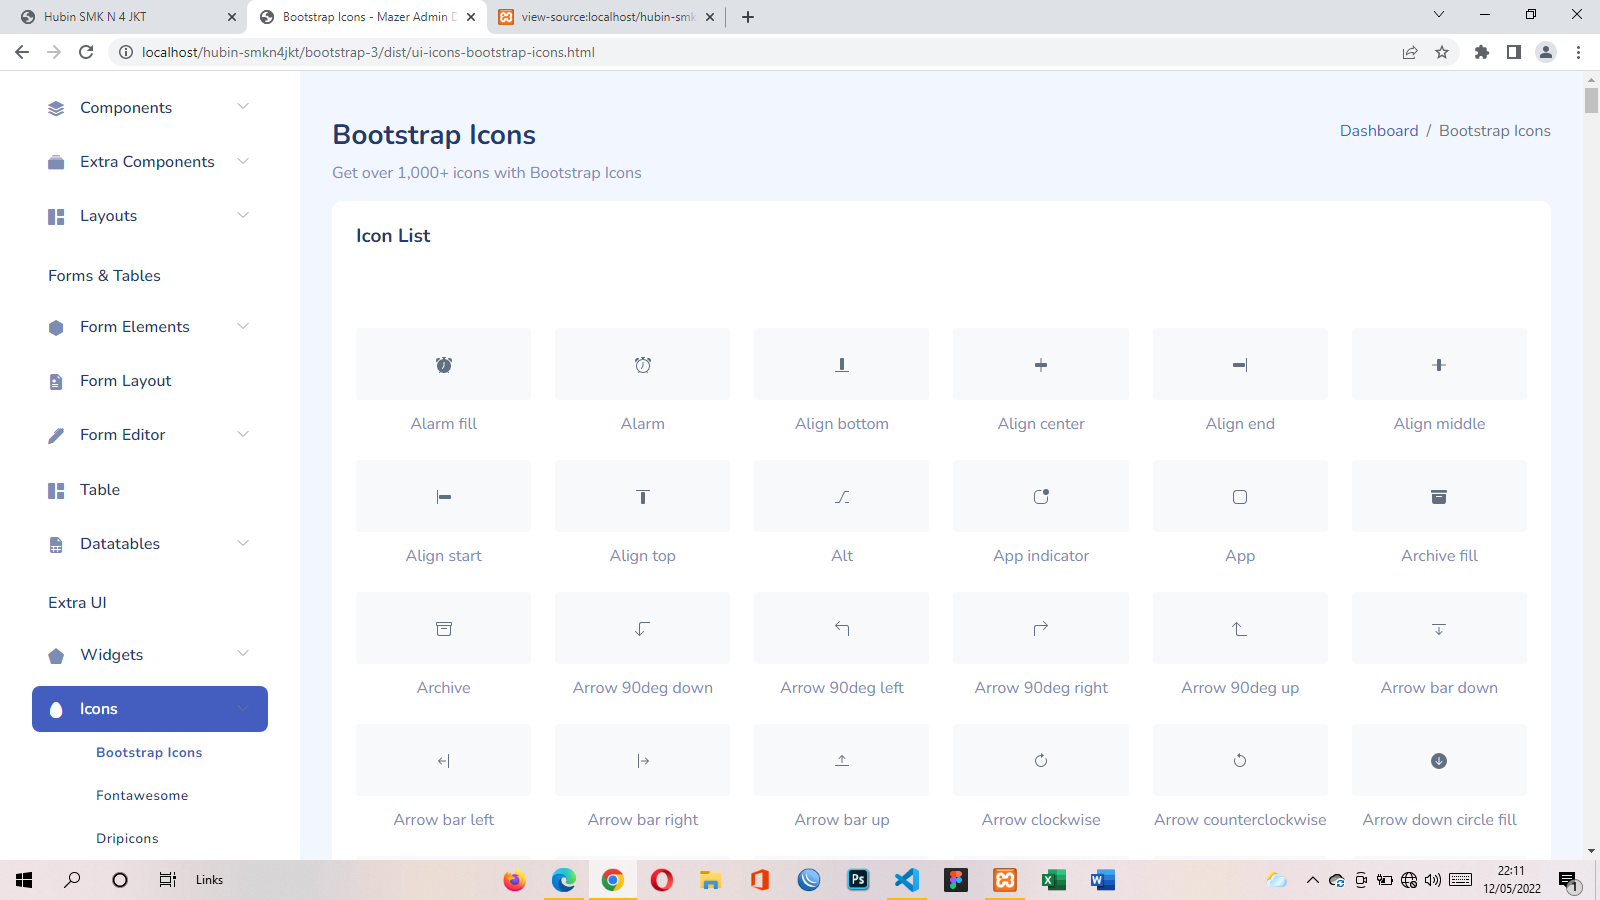 Hubin SMK N 4 JKT
Bootstrap Icons - Mazer Admin D
view-source:localhost/hubin-smk
localhost/hubin-smkn4jkt/bootstrap-3/dist/ui-icons-bootstrap-icons.html
Components
Extra Components
Layouts
Forms & Tables
Form Elements
Form Layout
Form Editor
Table
Datatables
Extra UI
Widgets
Icons
Bootstrap Icons
Fontawesome
Dripicons
Bootstrap Icons
Get over 1,000+ icons with Bootstrap Icons
Dashboard / Bootstrap Icons
Icon List
Alarm fill
Alarm
Align bottom
Align center
Align end
Align middle
Align start
Align top
Alt
App indicator
App
Archive fill
Archive
Arrow 90deg down
Arrow 90deg left
Arrow 90deg right
Arrow 90deg up
Arrow bar down
Arrow bar left
Arrow bar right
Arrow bar up
Arrow clockwise
Arrow counterclockwise
Arrow down circle fill
Links
Ps
22:11
12/05/2022
1